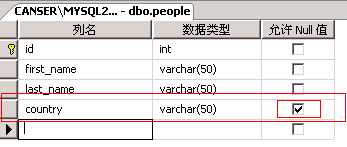 CANSER\MYSQL2... - dbo.people
列名 数据类型 允许 Null 值
id int
first_name varchar(50)
last_name varchar(50)
country varchar(50)